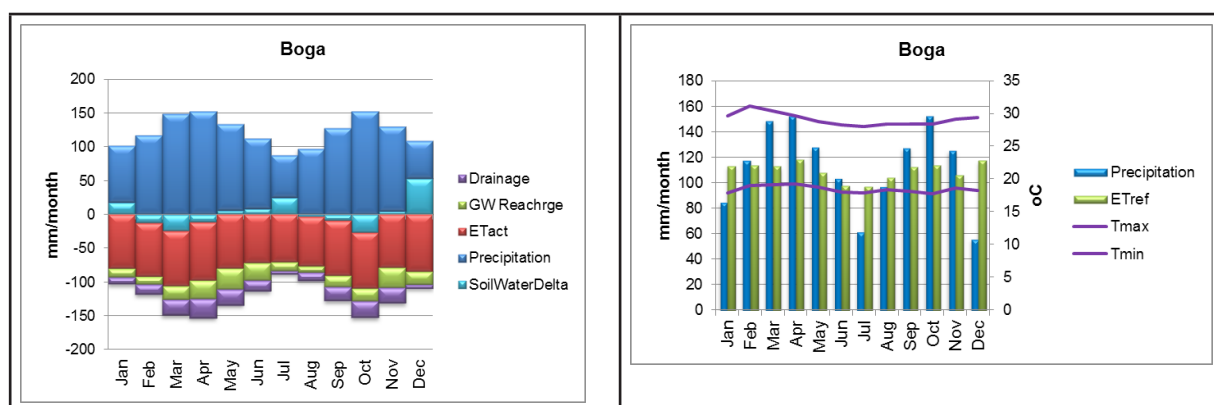 Boga
200
150
100
50
0
-50
-100
-150
-200
mm/month
Jan Feb Mar Apr May Jun Jul Aug Sep Oct Nov Dec
Drainage
GW Reachrge
ETact
Precipitation
SoilWaterDelta
Boga
180
160
140
120
100
80
60
40
20
0
mm/month
Jan Feb Mar Apr May Jun Jul Aug Sep Oct Nov Dec
35
30
25
20
15
10
5
0
oC
Precipitation
ETref
Tmax
Tmin